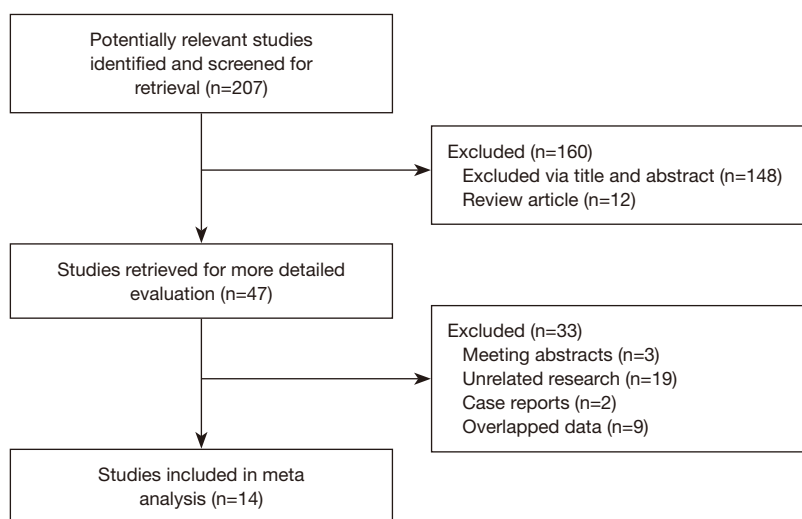 Potentially relevant studies
identified and screened for
retrieval (n=207)
Excluded (n=160)
Excluded via title and abstract (n=148)
Review article (n=12)
Studies retrieved for more detailed
evaluation (n=47)
Excluded (n=33)
Meeting abstracts (n=3)
Unrelated research (n=19)
Case reports (n=2)
Overlapped data (n=9)
Studies included in meta
analysis (n=14)